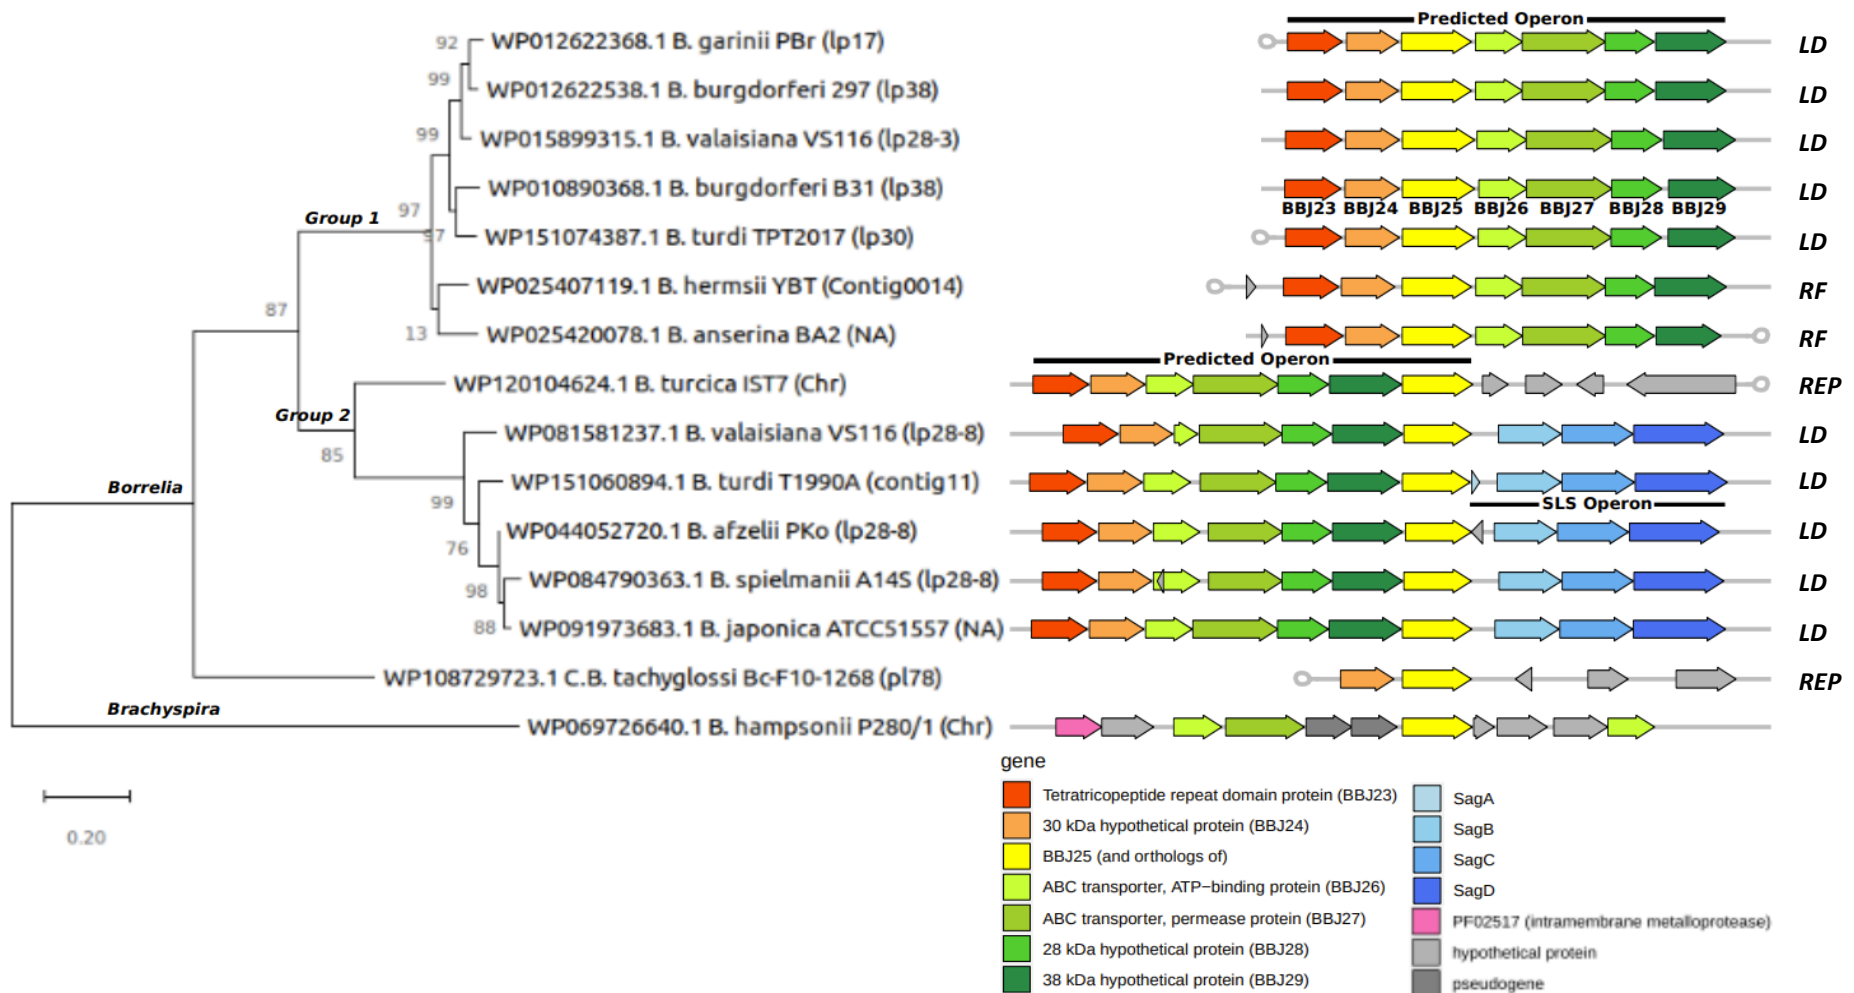 Predicted Operon
92 WP012622368.1 B. garinii PBr (lp17) LD
99 WP012622538.1 B. burgdorferi 297 (lp38) LD
99 WP015899315.1 B. valaisiana VS116 (lp28-3) LD
WP010890368.1 B. burgdorferi B31 (lp38) LD
BBJ23 BBJ24 BBJ25 BBJ26 BBJ27 BBJ28 BBJ29
Group 1 97
97 WP151074387.1 B. turdi TPT2017 (lp30) LD
WP025407119.1 B. hermsii YBT (Contig0014) RF
87
13 WP025420078.1 B. anserina BA2 (NA) RF
Predicted Operon
WP120104624.1 B. turcica IST7 (Chr) REP
Group 2
WP081581237.1 B. valaisiana VS116 (lp28-8) LD
85
Borrelia
WP151060894.1 B. turdi T1990A (contig11) LD
99
SLS Operon
WP044052720.1 B. afzelii PKo (lp28-8) LD
76
WP084790363.1 B. spielmanii A14S (lp28-8) LD
98
88 WP091973683.1 B. japonica ATCC51557 (NA) LD
WP108729723.1 C.B. tachyglossi Bc-F10-1268 (pl78) REP
Brachyspira
WP069726640.1 B. hampsonii P280/1 (Chr)
0.20
gene
Tetratricopeptide repeat domain protein (BBJ23)
30 kDa hypothetical protein (BBJ24)
BBJ25 (and orthologs of)
ABC transporter, ATP−binding protein (BBJ26)
ABC transporter, permease protein (BBJ27)
28 kDa hypothetical protein (BBJ28)
38 kDa hypothetical protein (BBJ29)
SagA
SagB
SagC
SagD
PF02517 (intramembrane metalloprotease)
hypothetical protein
pseudogene